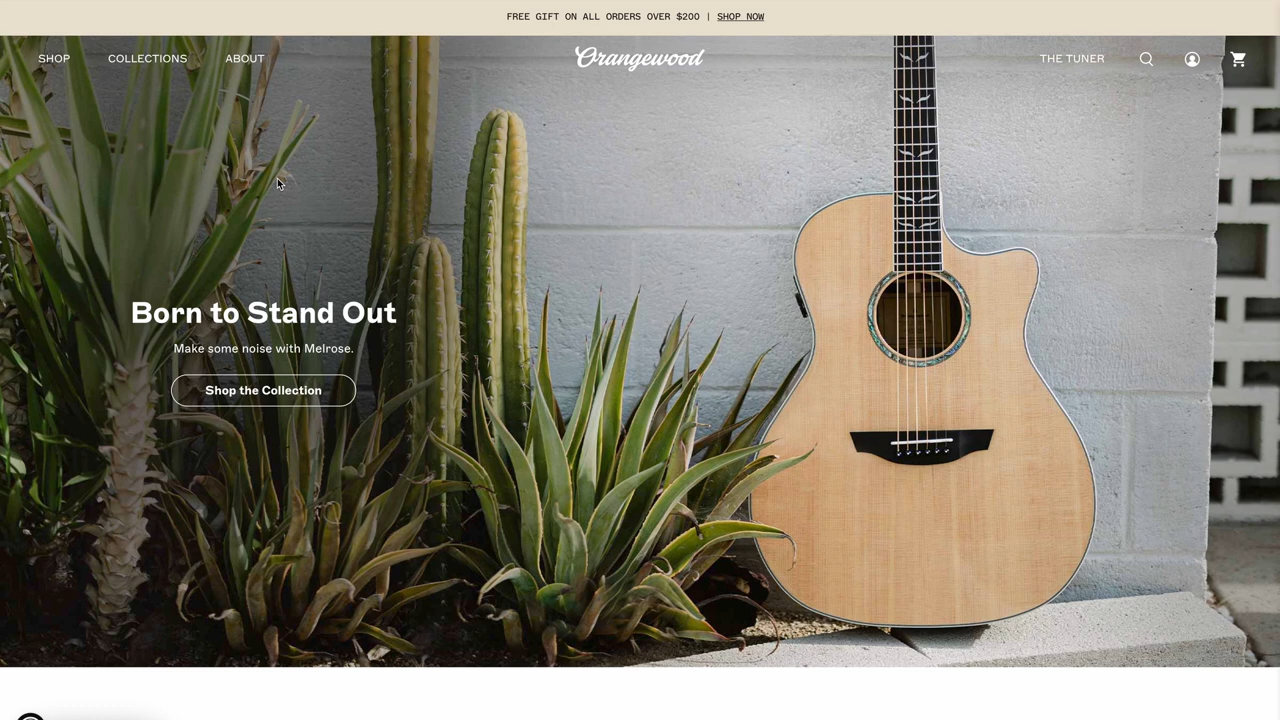 FREE GIFT ON ALL ORDERS OVER $200 | SHOP NOW
SHOP COLLECTIONS ABOUT Orangewood THE TUNER
Born to Stand Out
Make some noise with Melrose.
Shop the Collection